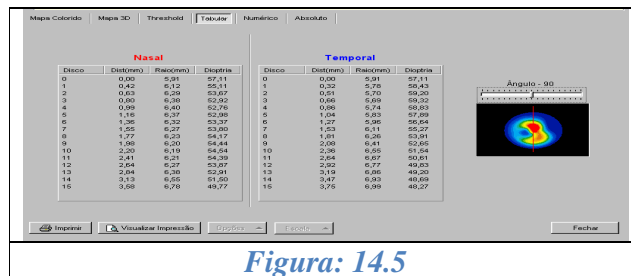 Mapa Colorido Mapa 3D Threshold Tabular Numérico Absoluto
Nasal
Disco Dist(mm) Raio(mm) Dioptria
0 0,00 5,91 57,11
1 0,42 6,12 55,11
2 0,63 6,29 53,67
3 0,80 6,38 52,92
4 0,99 6,40 52,76
5 1,16 6,37 52,98
6 1,36 6,32 53,37
7 1,55 6,27 53,80
8 1,77 6,23 54,17
9 1,98 6,20 54,44
10 2,20 6,19 54,54
11 2,41 6,21 54,39
12 2,64 6,27 53,87
13 2,84 6,38 52,91
14 3,13 6,55 51,50
15 3,58 6,78 49,77
Temporal
Disco Dist(mm) Raio(mm) Dioptria
0 0,00 5,91 57,11
1 0,32 5,78 58,43
2 0,51 5,70 59,20
3 0,66 5,69 59,32
4 0,86 5,74 58,83
5 1,04 5,83 57,89
6 1,27 5,96 56,64
7 1,53 6,11 55,27
8 1,81 6,26 53,91
9 2,08 6,41 52,65
10 2,36 6,55 51,54
11 2,64 6,67 50,61
12 2,92 6,77 49,83
13 3,19 6,86 49,20
14 3,47 6,93 48,69
15 3,75 6,99 48,27
Ângulo - 90
Imprimir Visualizar Impressão Opções Fechar
Figura: 14.5